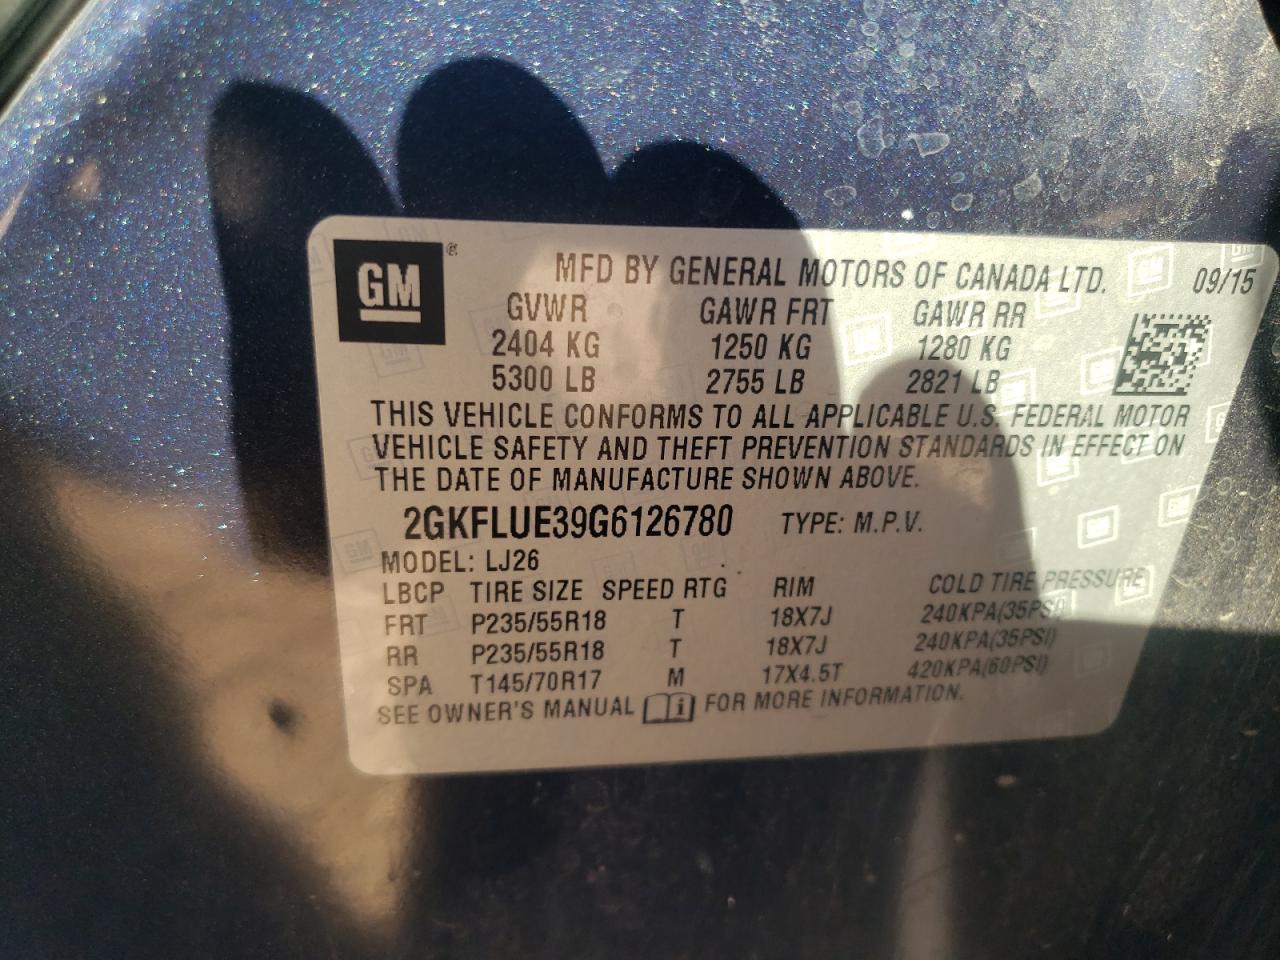 GM ®
MFD BY GENERAL MOTORS OF CANADA LTD. 09/15
GVWR GAWR FRT GAWR RR
2404 KG 1250 KG 1280 KG
5300 LB 2755 LB 2821 LB
THIS VEHICLE CONFORMS TO ALL APPLICABLE U.S. FEDERAL MOTOR
VEHICLE SAFETY AND THEFT PREVENTION STANDARDS IN EFFECT ON
THE DATE OF MANUFACTURE SHOWN ABOVE.
2GKFLUE39G6126780 TYPE: M.P.V.
MODEL: LJ26
LBCP TIRE SIZE SPEED RTG RIM COLD TIRE PRESSURE
FRT P235/55R18 T 18X7J 240KPA(35PSI)
RR P235/55R18 T 18X7J 240KPA(35PSI)
SPA T145/70R17 M 17X4.5T 420KPA(60PSI)
SEE OWNER'S MANUAL i FOR MORE INFORMATION.